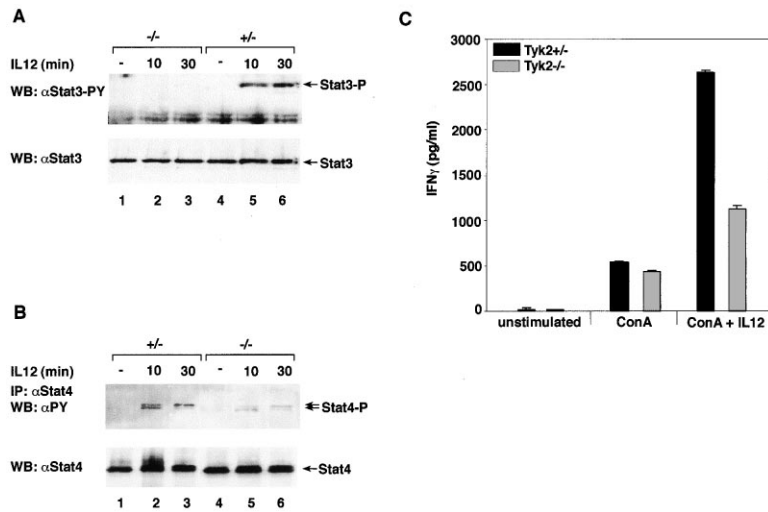 A
-/-
+/-
IL12 (min)
- 10 30 - 10 30
WB: αStat3-PY
Stat3-P
WB: αStat3
Stat3
1 2 3 4 5 6
B
+/-
-/-
IL12 (min)
- 10 30 - 10 30
IP: αStat4
WB: αPY
Stat4-P
WB: αStat4
Stat4
1 2 3 4 5 6
C
Tyk2+/-
Tyk2-/-
IFNγ (pg/ml)
3000
2500
2000
1500
1000
500
0
unstimulated
ConA
ConA + IL12